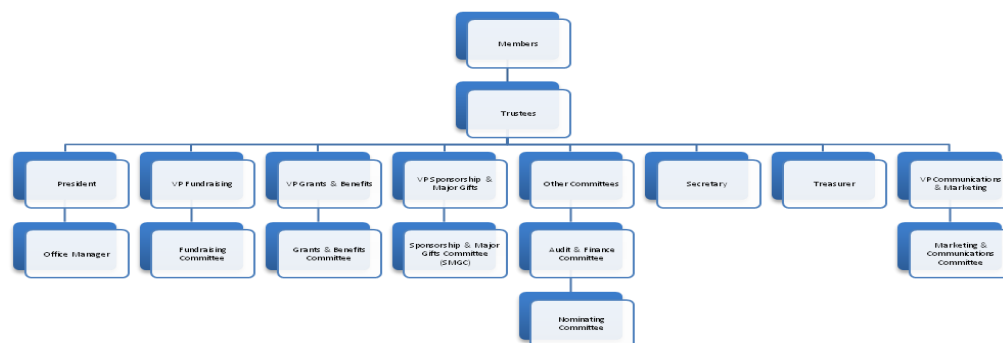 Members
Trustees
President
VP Fundraising
VP Grants & Benefits
VP Sponsorship &
Major Gifts
Other Committees
Secretary
Treasurer
VP Communications
& Marketing
Office Manager
Fundraising
Committee
Grants & Benefits
Committee
Sponsorship & Major
Gifts Committee
(SMGC)
Audit & Finance
Committee
Marketing &
Communications
Committee
Nominating
Committee